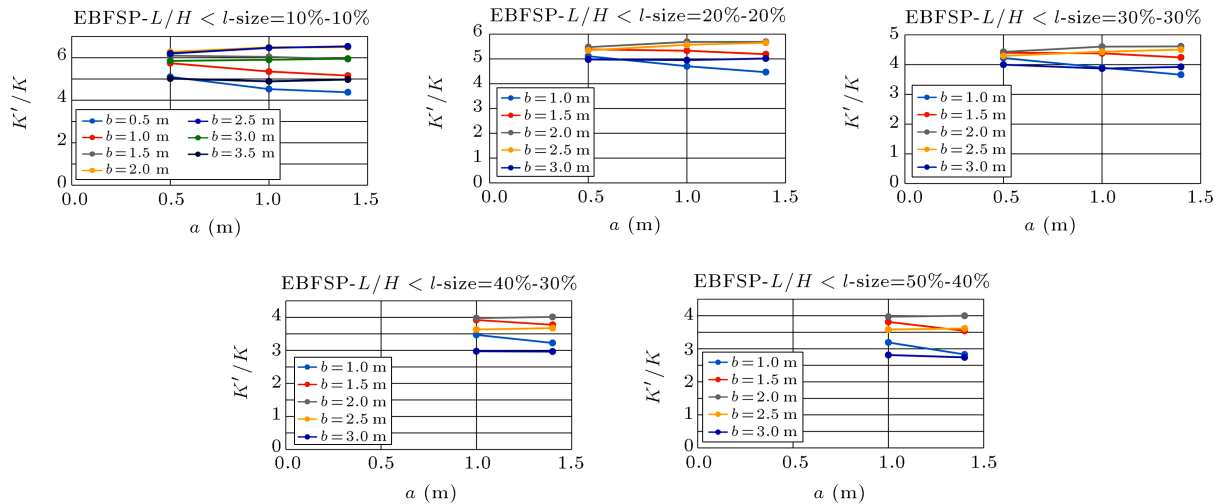 EBFSP-L/H < l-size=10%-10%
K′/K
6
4
2
0
b=0.5 m
b=1.0 m
b=1.5 m
b=2.0 m
b=2.5 m
b=3.0 m
b=3.5 m
0.0 0.5 1.0 1.5
a (m)
EBFSP-L/H < l-size=20%-20%
K′/K
6
5
4
3
2
1
0
b=1.0 m
b=1.5 m
b=2.0 m
b=2.5 m
b=3.0 m
0.0 0.5 1.0 1.5
a (m)
EBFSP-L/H < l-size=30%-30%
K′/K
5
4
3
2
1
0
b=1.0 m
b=1.5 m
b=2.0 m
b=2.5 m
b=3.0 m
0.0 0.5 1.0 1.5
a (m)
EBFSP-L/H < l-size=40%-30%
K′/K
4
3
2
1
0
b=1.0 m
b=1.5 m
b=2.0 m
b=2.5 m
b=3.0 m
0.0 0.5 1.0 1.5
a (m)
EBFSP-L/H < l-size=50%-40%
K′/K
4
3
2
1
0
b=1.0 m
b=1.5 m
b=2.0 m
b=2.5 m
b=3.0 m
0.0 0.5 1.0 1.5
a (m)